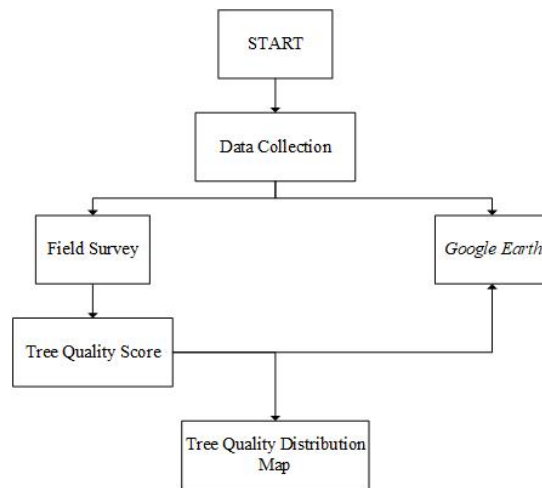 START
Data Collection
Field Survey
Google Earth
Tree Quality Score
Tree Quality Distribution
Map